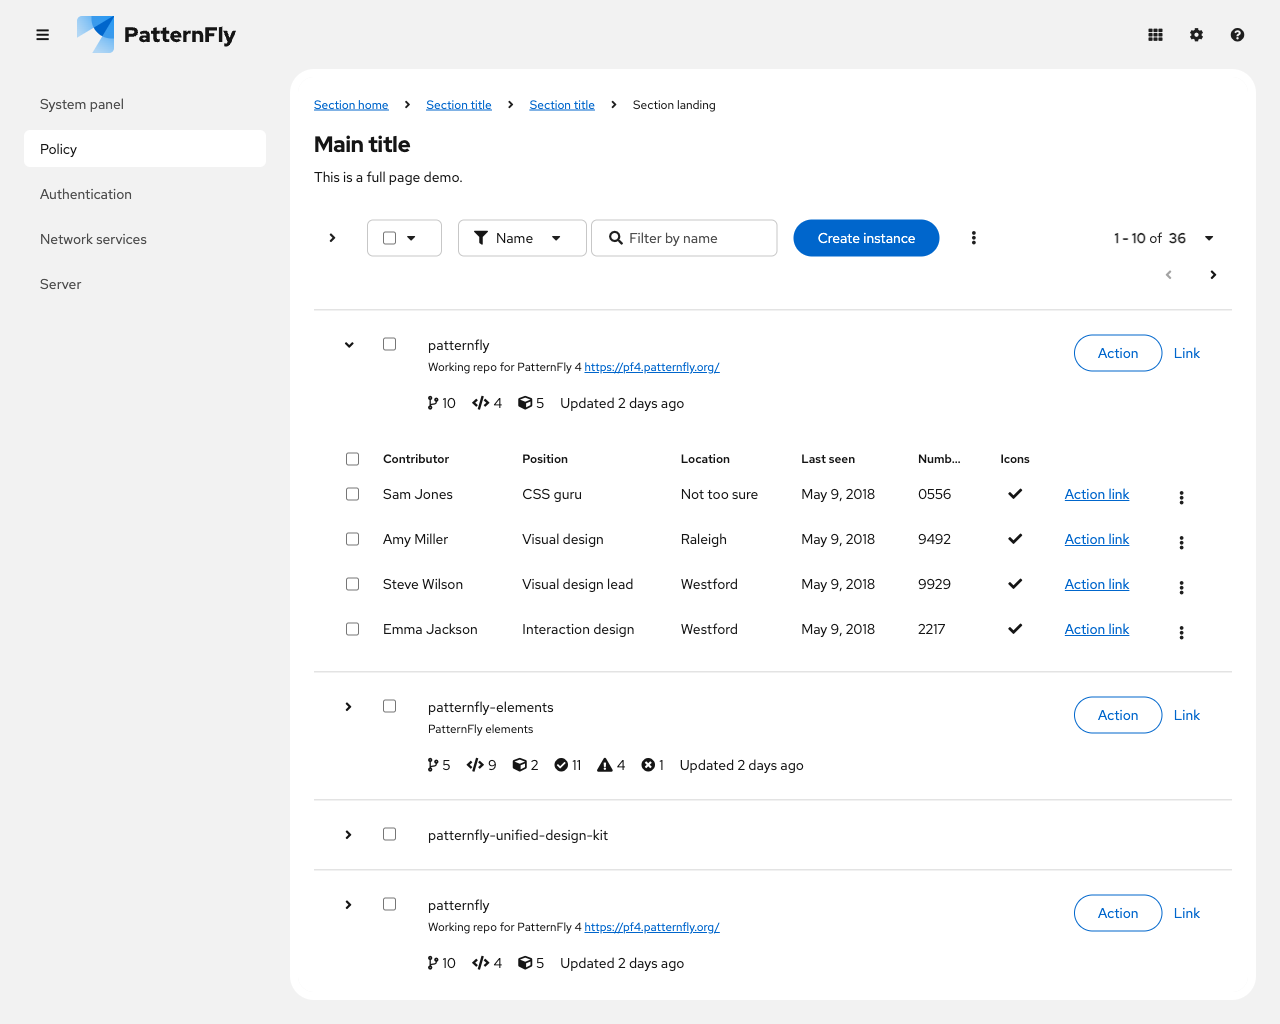 PatternFly
System panel
Policy
Authentication
Network services
Server
Section home Section title Section title Section landing
Main title
This is a full page demo.
Name Filter by name Create instance 1 - 10 of 36
patternfly Action Link
Working repo for PatternFly 4 https://pf4.patternfly.org/
10 4 5 Updated 2 days ago
Contributor Position Location Last seen Numb... Icons
Sam Jones CSS guru Not too sure May 9, 2018 0556 Action link
Amy Miller Visual design Raleigh May 9, 2018 9492 Action link
Steve Wilson Visual design lead Westford May 9, 2018 9929 Action link
Emma Jackson Interaction design Westford May 9, 2018 2217 Action link
patternfly-elements Action Link
PatternFly elements
5 9 2 11 4 1 Updated 2 days ago
patternfly-unified-design-kit
patternfly Action Link
Working repo for PatternFly 4 https://pf4.patternfly.org/
10 4 5 Updated 2 days ago